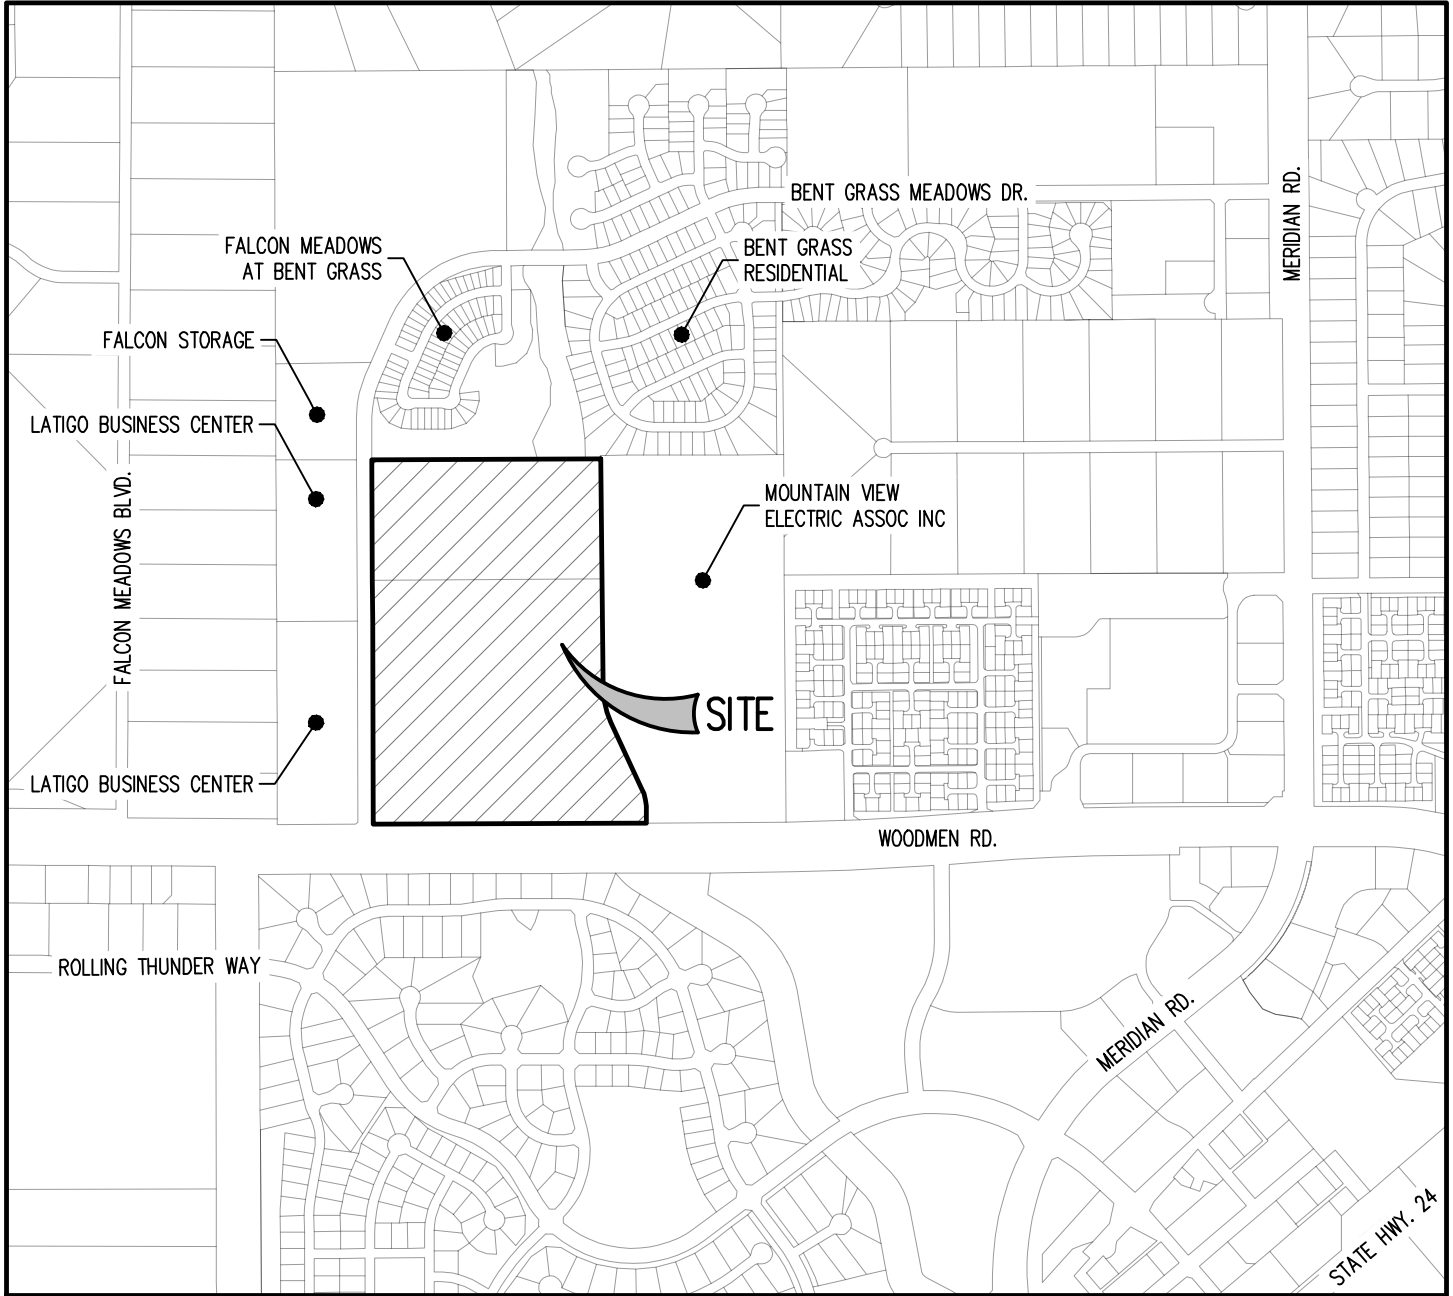 BENT GRASS MEADOWS DR.
MERIDIAN RD.
FALCON MEADOWS
AT BENT GRASS
BENT GRASS
RESIDENTIAL
FALCON STORAGE
LATIGO BUSINESS CENTER
FALCON MEADOWS BLVD.
MOUNTAIN VIEW
ELECTRIC ASSOC INC
SITE
LATIGO BUSINESS CENTER
WOODMEN RD.
ROLLING THUNDER WAY
MERIDIAN RD.
STATE HWY. 24